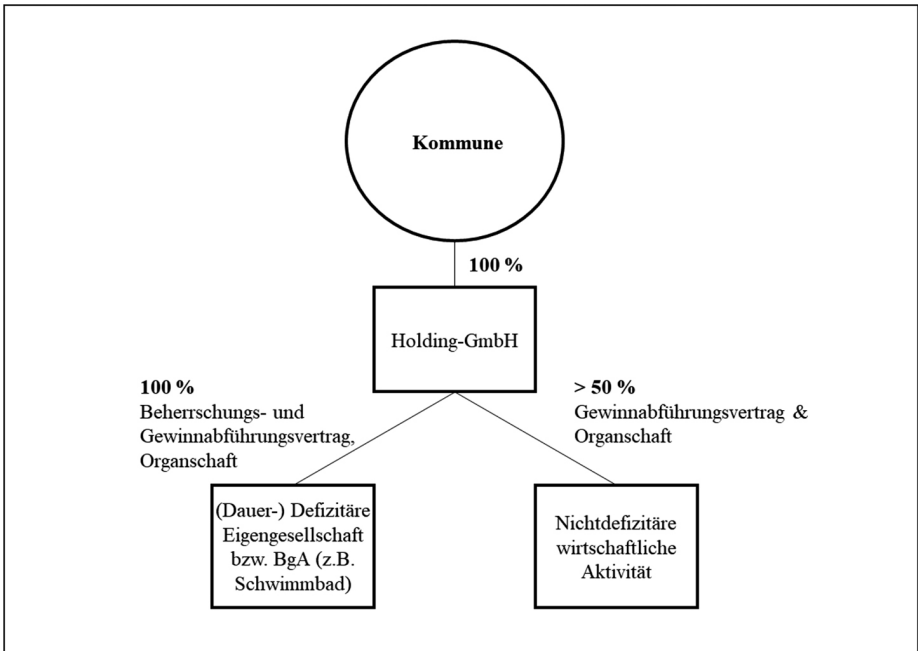 Kommune
100 %
Holding-GmbH
100 %
Beherrschungs- und
Gewinnabführungsvertrag,
Organschaft
> 50 %
Gewinnabführungsvertrag &
Organschaft
(Dauer-) Defizitäre
Eigengesellschaft
bzw. BgA (z.B.
Schwimmbad)
Nichtdefizitäre
wirtschaftliche
Aktivität